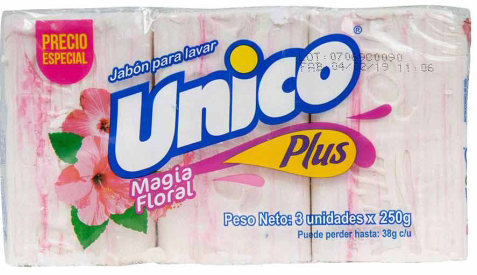 PRECIO
ESPECIAL
Jabón para lavar
Unico®
Plus
Magia
Floral
Peso Neto: 3 unidades x 250g
Puede perder hasta: 38g c/u